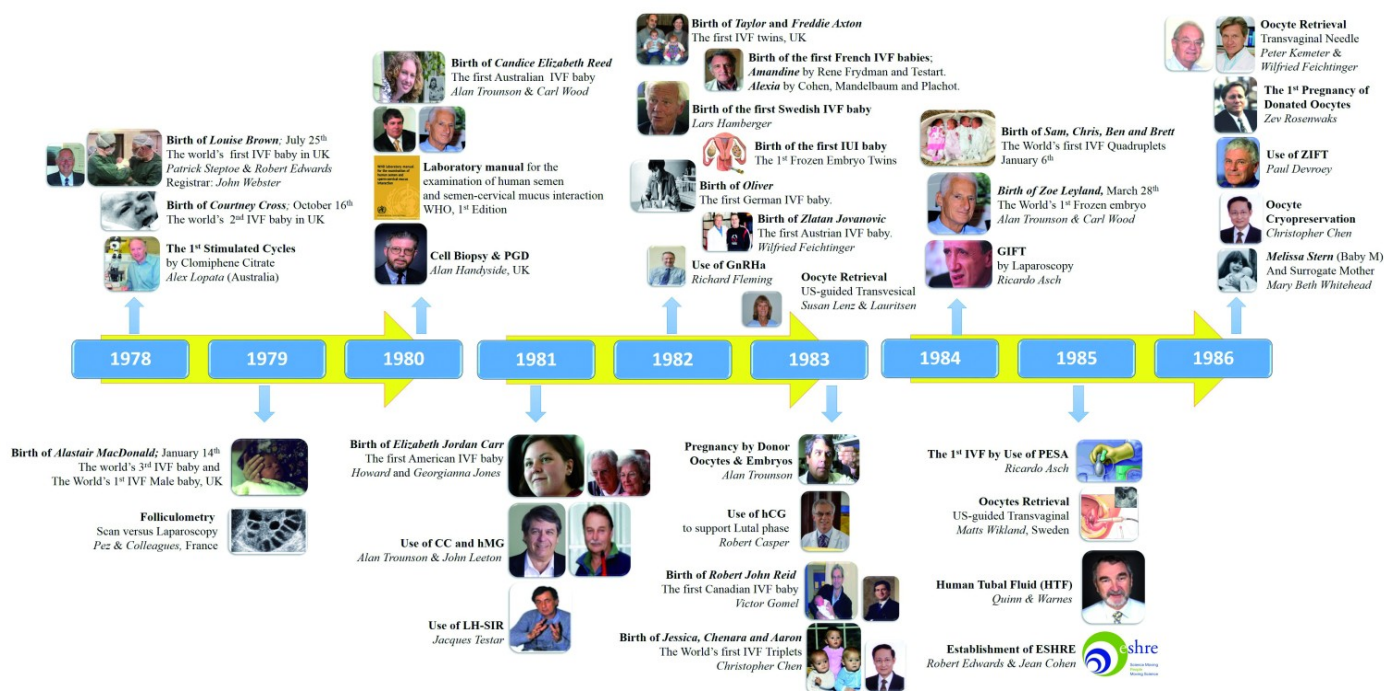 Birth of Louise Brown; July 25th
The world's first IVF baby in UK
Patrick Steptoe & Robert Edwards
Registrar: John Webster
Birth of Courtney Cross; October 16th
The world's 2nd IVF baby in UK
The 1st Stimulated Cycles
by Clomiphene Citrate
Alex Lopata (Australia)
Birth of Candice Elizabeth Reed
The first Australian IVF baby
Alan Trounson & Carl Wood
Laboratory manual for the
examination of human semen
and semen-cervical mucus interaction
WHO, 1st Edition
Cell Biopsy & PGD
Alan Handyside, UK
Birth of Taylor and Freddie Axton
The first IVF twins, UK
Birth of the first French IVF babies;
Amandine by Rene Frydman and Testart.
Alexia by Cohen, Mandelbaum and Plachot.
Birth of the first Swedish IVF baby
Lars Hamberger
Birth of the first IUI baby
The 1st Frozen Embryo Twins
Birth of Oliver
The first German IVF baby.
Birth of Zlatan Jovanovic
The first Austrian IVF baby.
Wilfried Feichtinger
Use of GnRHa
Richard Fleming
Oocyte Retrieval
US-guided Transvesical
Susan Lenz & Lauritsen
Birth of Sam, Chris, Ben and Brett
The World's first IVF Quadruplets
January 6th
Birth of Zoe Leyland, March 28th
The World's 1st Frozen embryo
Alan Trounson & Carl Wood
GIFT
by Laparoscopy
Ricardo Asch
Oocyte Retrieval
Transvaginal Needle
Peter Kemeter &
Wilfried Feichtinger
The 1st Pregnancy of
Donated Oocytes
Zev Rosenwaks
Use of ZIFT
Paul Devroey
Oocyte
Cryopreservation
Christopher Chen
Melissa Stern (Baby M)
And Surrogate Mother
Mary Beth Whitehead
1978
1979
1980
1981
1982
1983
1984
1985
1986
Birth of Alastair MacDonald; January 14th
The world's 3rd IVF baby and
The World's 1st IVF Male baby, UK
Folliculometry
Scan versus Laparoscopy
Pez & Colleagues, France
Birth of Elizabeth Jordan Carr
The first American IVF baby
Howard and Georgianna Jones
Use of CC and hMG
Alan Trounson & John Leeton
Use of LH-SIR
Jacques Testar
Pregnancy by Donor
Oocytes & Embryos
Alan Trounson
Use of hCG
to support Lutal phase
Robert Casper
Birth of Robert John Reid
The first Canadian IVF baby
Victor Gomel
Birth of Jessica, Chenara and Aaron
The World's first IVF Triplets
Christopher Chen
The 1st IVF by Use of PESA
Ricardo Asch
Oocytes Retrieval
US-guided Transvaginal
Matts Wikland, Sweden
Human Tubal Fluid (HTF)
Quinn & Warnes
Establishment of ESHRE
Robert Edwards & Jean Cohen
eshre